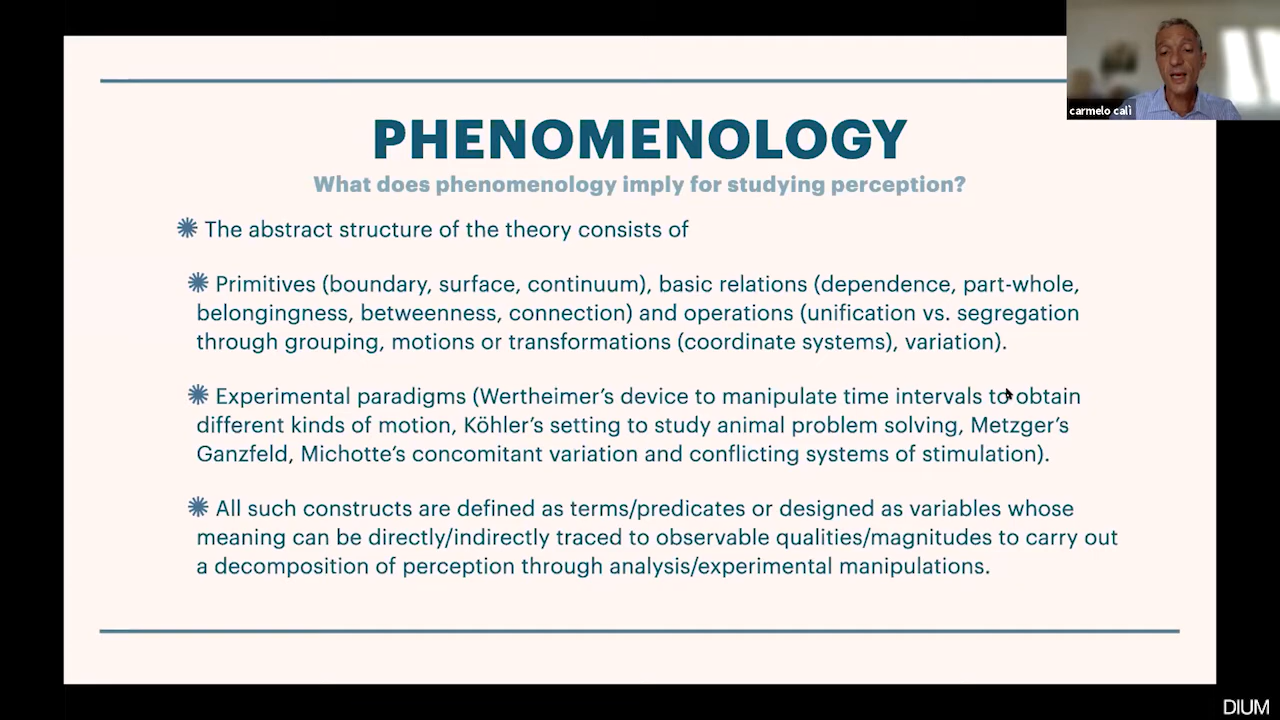 carmelo calì
PHENOMENOLOGY
What does phenomenology imply for studying perception?
The abstract structure of the theory consists of
Primitives (boundary, surface, continuum), basic relations (dependence, part-whole,
belongingness, betweenness, connection) and operations (unification vs. segregation
through grouping, motions or transformations (coordinate systems), variation).
Experimental paradigms (Wertheimer’s device to manipulate time intervals to obtain
different kinds of motion, Köhler’s setting to study animal problem solving, Metzger’s
Ganzfeld, Michotte’s concomitant variation and conflicting systems of stimulation).
All such constructs are defined as terms/predicates or designed as variables whose
meaning can be directly/indirectly traced to observable qualities/magnitudes to carry out
a decomposition of perception through analysis/experimental manipulations.
DIUM